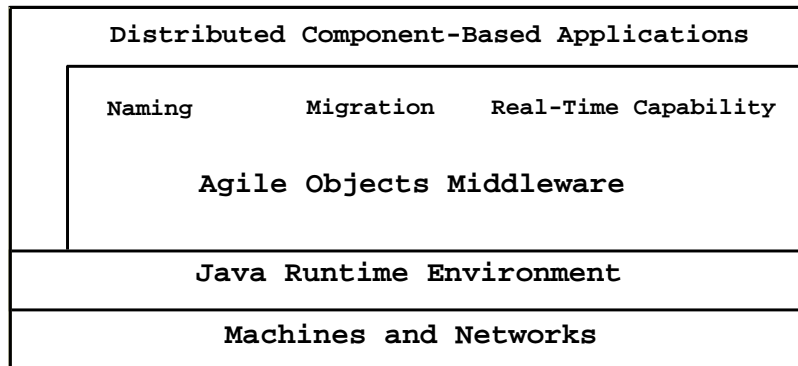 Distributed Component-Based Applications
Naming Migration Real-Time Capability
Agile Objects Middleware
Java Runtime Environment
Machines and Networks